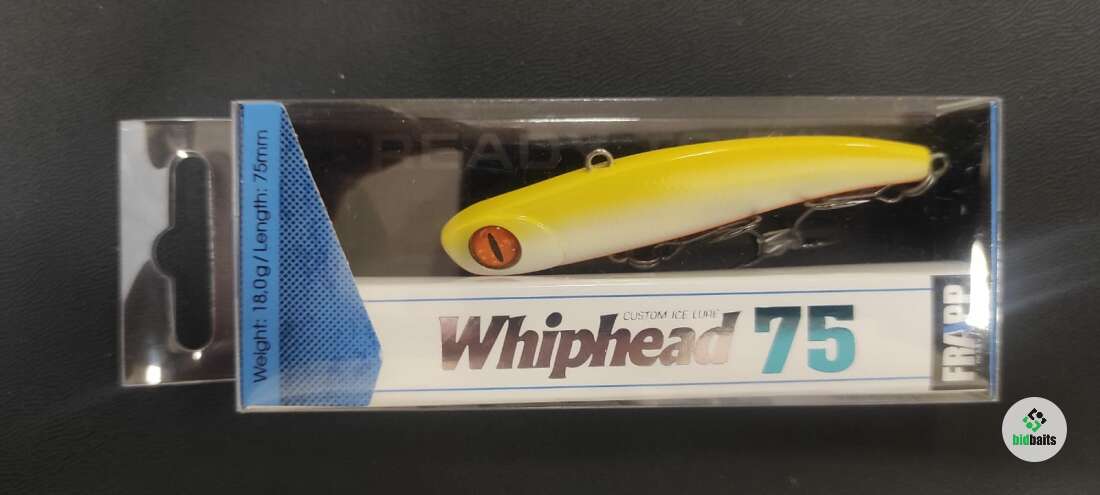 Weight: 18.0g / Length: 75mm
CUSTOM ICE LURE
Whiphead 75
FRAPP
bidbaits